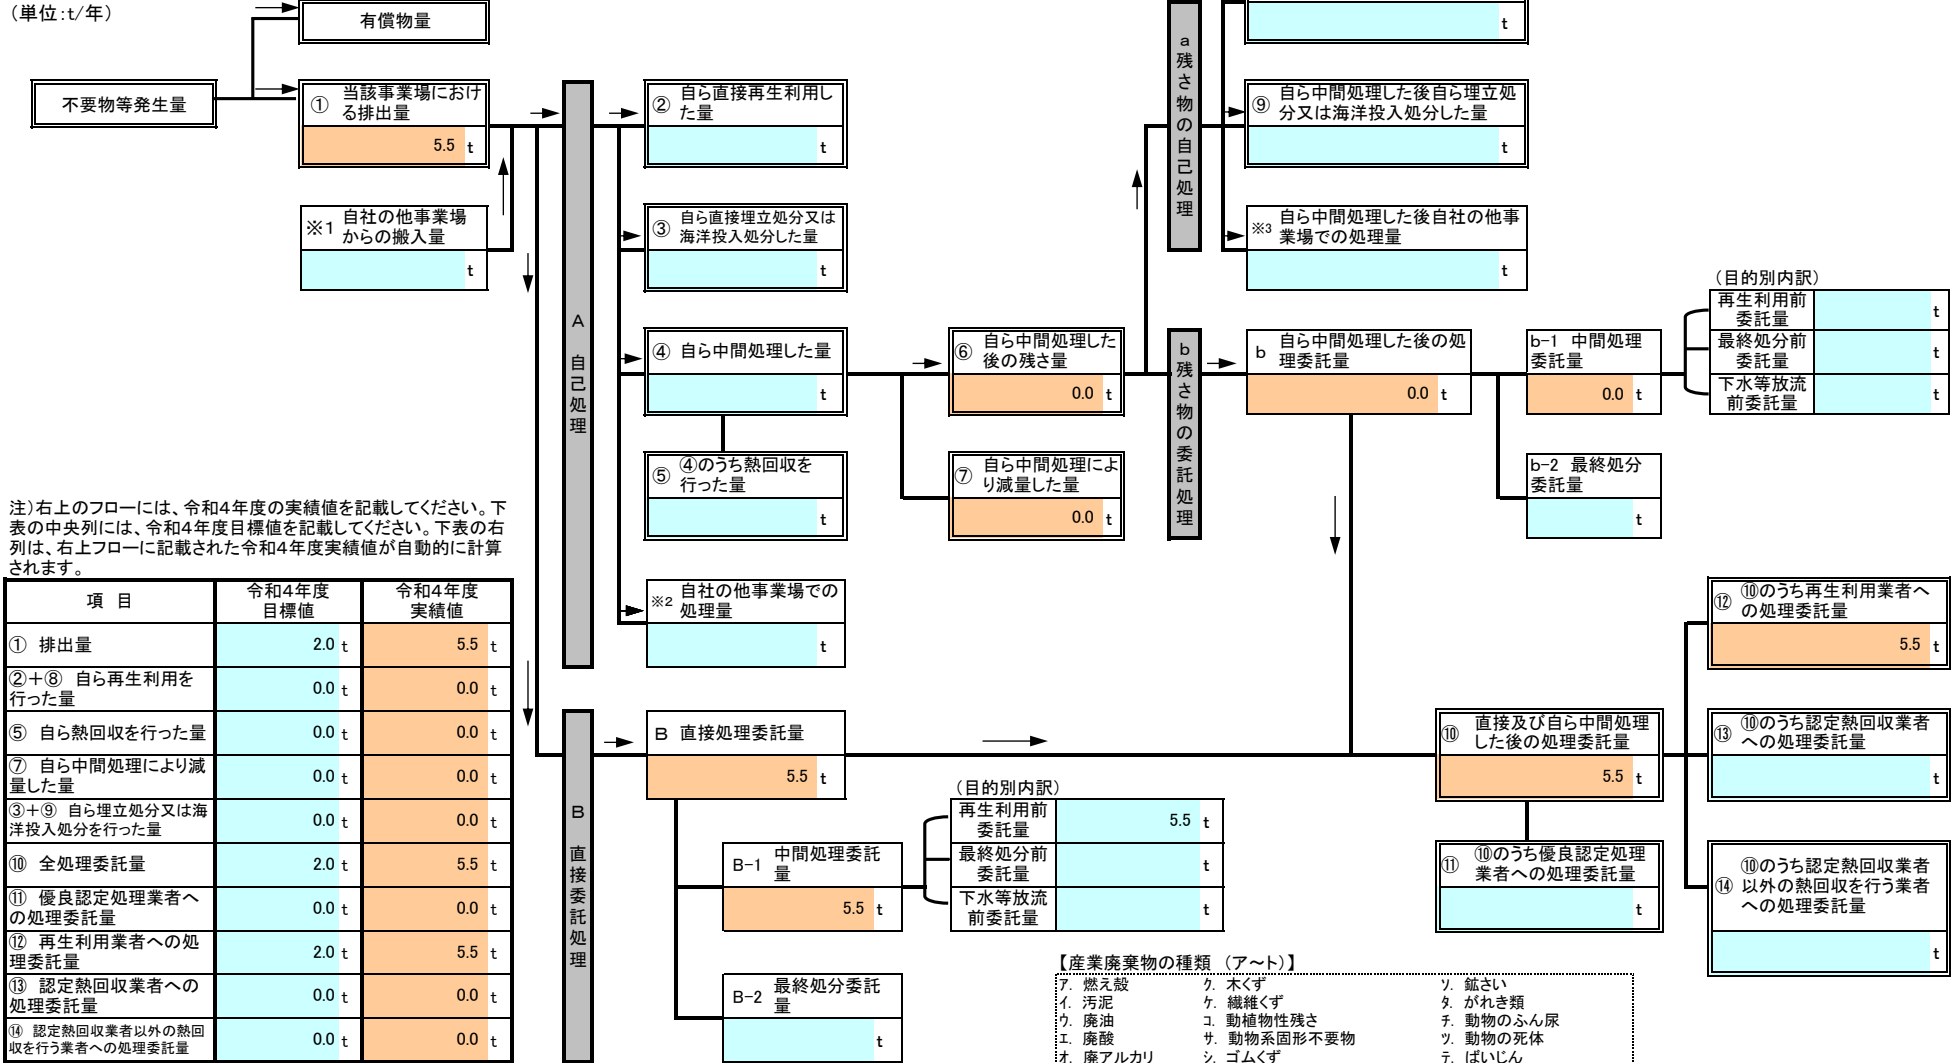 （単位：t/年）
有償物量
不要物等発生量
① 当該事業場におけ
る排出量
5.5 t
※1 自社の他事業場
からの搬入量
t
A 自己処理
② 自ら直接再生利用し
た量
t
③ 自ら直接埋立処分又は
海洋投入処分した量
t
④ 自ら中間処理した量
t
⑤ ④のうち熱回収を
行った量
t
※2 自社の他事業場での
処理量
t
⑥ 自ら中間処理した
後の残さ量
0.0 t
⑦ 自ら中間処理によ
り減量した量
0.0 t
a 残さ物の自己処理
t
⑨ 自ら中間処理した後自ら埋立処
分又は海洋投入処分した量
t
※3 自ら中間処理した後自社の他事
業場での処理量
t
b 残さ物の委託処理
b 自ら中間処理した後の処
理委託量
0.0 t
b-1 中間処理
委託量
0.0 t
b-2 最終処分
委託量
t
（目的別内訳）
再生利用前
委託量
t
最終処分前
委託量
t
下水等放流
前委託量
t
注）右上のフローには、令和4年度の実績値を記載してください。下
表の中央列には、令和4年度目標値を記載してください。下表の右
列は、右上フローに記載された令和4年度実績値が自動的に計算
されます。
項 目
令和4年度
目標値
令和4年度
実績値
① 排出量 2.0 t 5.5 t
②＋⑧ 自ら再生利用を
行った量 0.0 t 0.0 t
⑤ 自ら熱回収を行った量 0.0 t 0.0 t
⑦ 自ら中間処理により減
量した量 0.0 t 0.0 t
③＋⑨ 自ら埋立処分又は海
洋投入処分を行った量 0.0 t 0.0 t
⑩ 全処理委託量 2.0 t 5.5 t
⑪ 優良認定処理業者へ
の処理委託量 0.0 t 0.0 t
⑫ 再生利用業者への処
理委託量 2.0 t 5.5 t
⑬ 認定熱回収業者への
処理委託量 0.0 t 0.0 t
⑭ 認定熱回収業者以外の熱回
収を行う業者への処理委託量 0.0 t 0.0 t
B 直接委託処理
B 直接処理委託量
5.5 t
B-1 中間処理委託
量
5.5 t
B-2 最終処分委託
量
t
（目的別内訳）
再生利用前
委託量
5.5 t
最終処分前
委託量
t
下水等放流
前委託量
t
⑩ 直接及び自ら中間処理
した後の処理委託量
5.5 t
⑪ ⑩のうち優良認定処理
業者への処理委託量
t
⑫ ⑩のうち再生利用業者へ
の処理委託量
5.5 t
⑬ ⑩のうち認定熱回収業者
への処理委託量
t
⑭ ⑩のうち認定熱回収業者
以外の熱回収を行う業者
への処理委託量
t
【産業廃棄物の種類 （ア～ト）】
ア. 燃え殻 ク. 木くず ソ. 鉱さい
イ. 汚泥 ケ. 繊維くず タ. がれき類
ウ. 廃油 コ. 動植物性残さ チ. 動物のふん尿
エ. 廃酸 サ. 動物系固形不要物 ツ. 動物の死体
オ. 廃アルカリ シ. ゴムくず テ. ばいじん